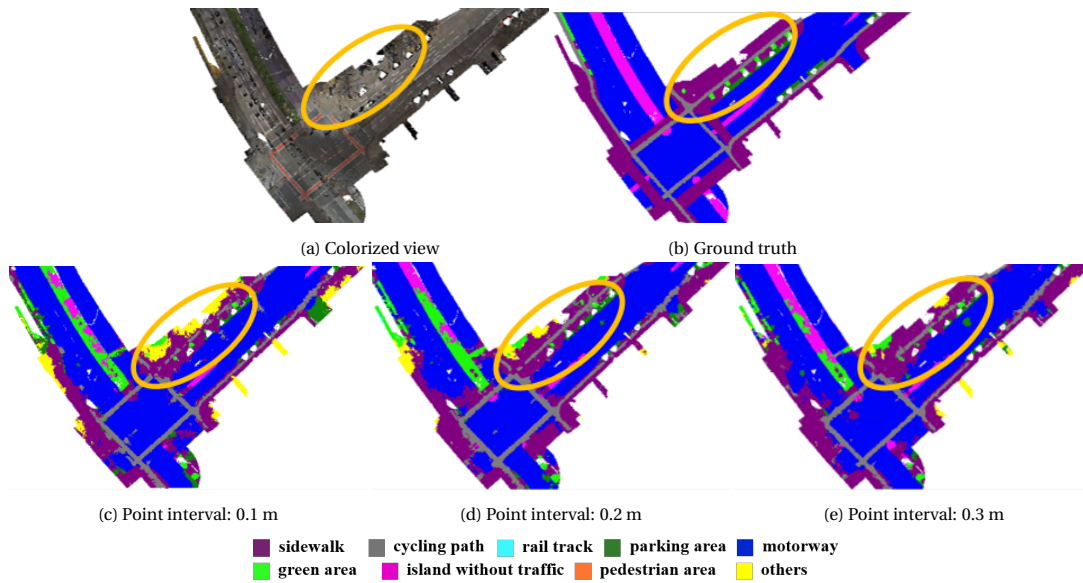 (a) Colorized view
(b) Ground truth
(c) Point interval: 0.1 m
(d) Point interval: 0.2 m
(e) Point interval: 0.3 m
sidewalk cycling path rail track parking area motorway
green area island without traffic pedestrian area others